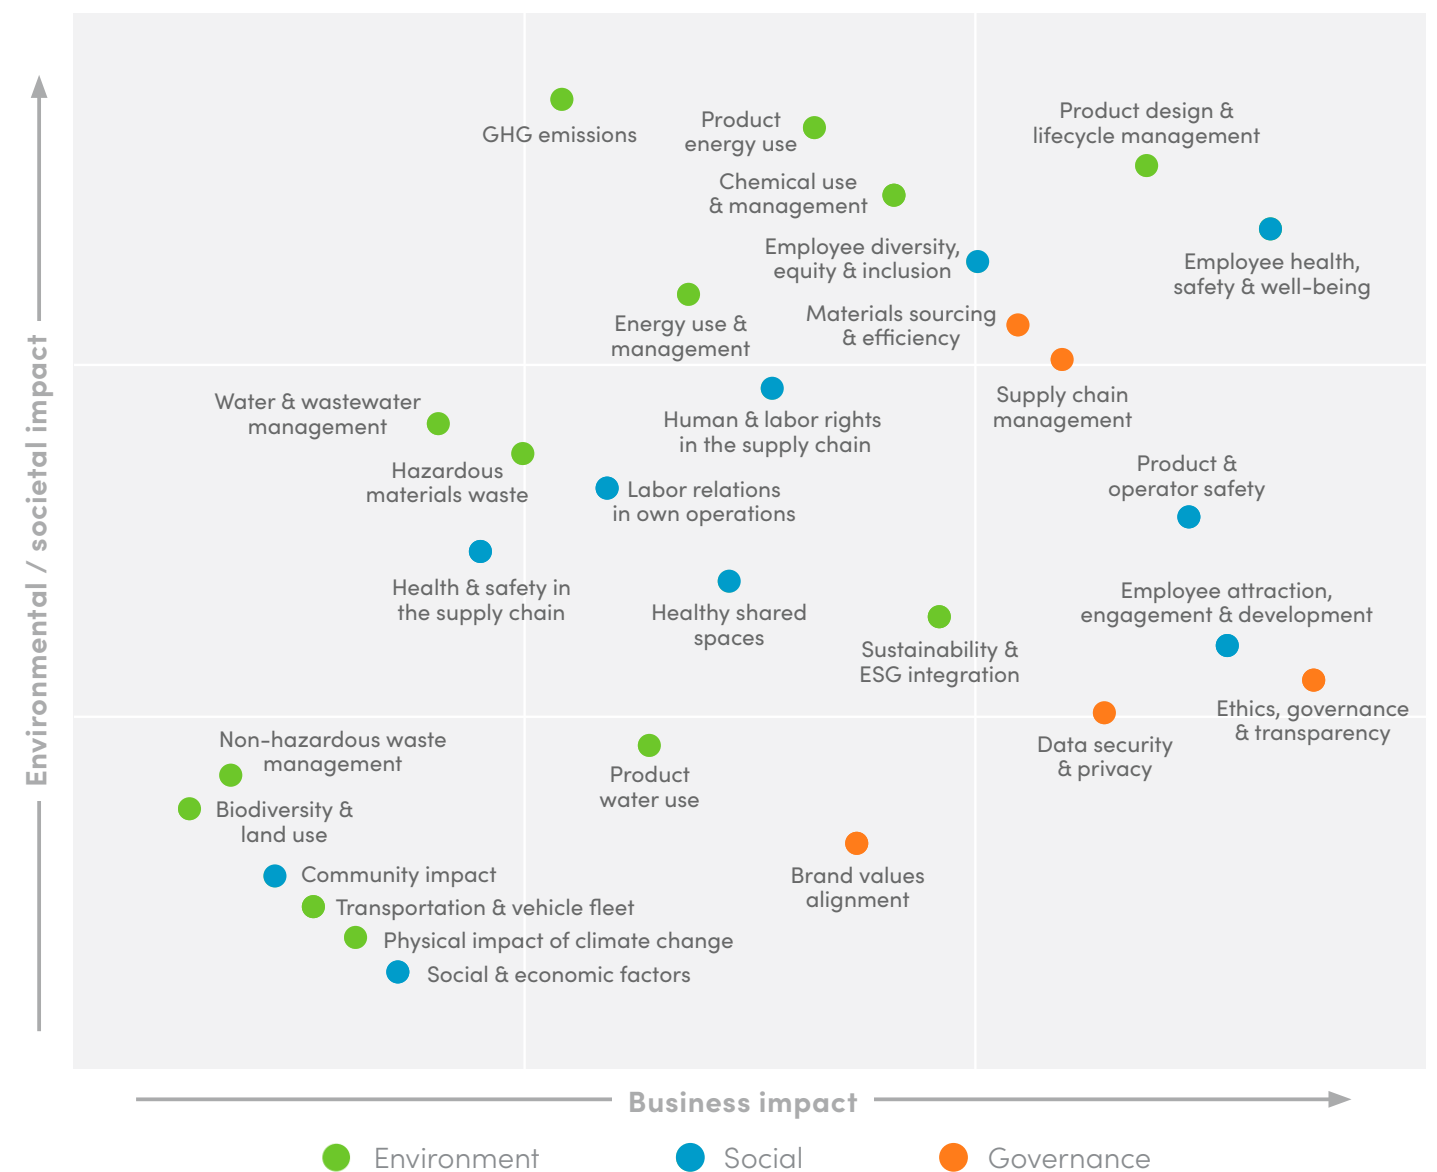 GHG emissions
Product
energy use
Product design &
lifecycle management
Chemical use
& management
Employee diversity,
equity & inclusion
Employee health,
safety & well-being
Energy use &
management
Materials sourcing
& efficiency
Supply chain
management
Water & wastewater
management
Human & labor rights
in the supply chain
Hazardous
materials waste
Labor relations
in own operations
Product &
operator safety
Health & safety in
the supply chain
Healthy shared
spaces
Employee attraction,
engagement & development
Sustainability &
ESG integration
Ethics, governance
& transparency
Data security
& privacy
Non-hazardous waste
management
Product
water use
Biodiversity &
land use
Community impact
Brand values
alignment
Transportation & vehicle fleet
Physical impact of climate change
Social & economic factors
Environmental / societal impact
Business impact
Environment
Social
Governance